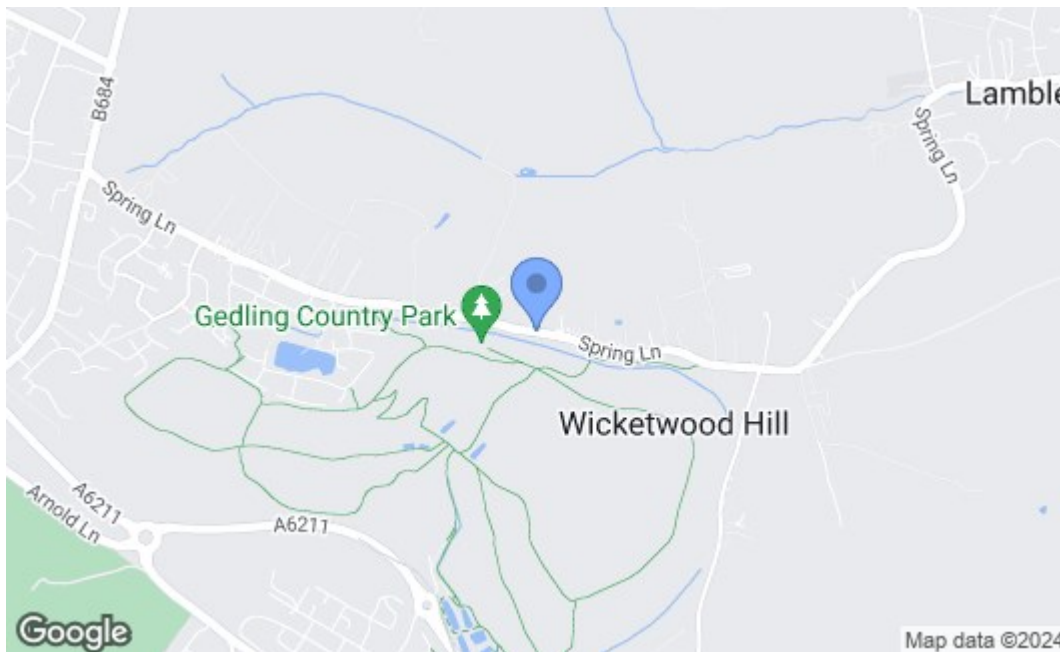 B684
Lamble
Spring Ln
Spring Ln
Gedling Country Park
Spring Ln
Wicketwood Hill
A6211
Arnold Ln
A6211
Google
Map data ©2024